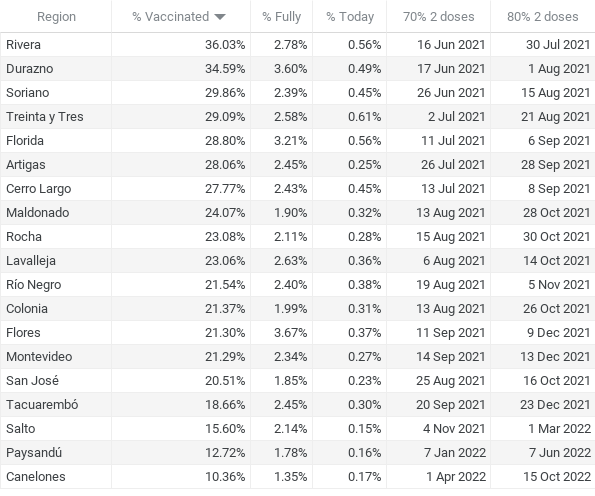 Region % Vaccinated % Fully % Today 70% 2 doses 80% 2 doses
Rivera 36.03% 2.78% 0.56% 16 Jun 2021 30 Jul 2021
Durazno 34.59% 3.60% 0.49% 17 Jun 2021 1 Aug 2021
Soriano 29.86% 2.39% 0.45% 26 Jun 2021 15 Aug 2021
Treinta y Tres 29.09% 2.58% 0.61% 2 Jul 2021 21 Aug 2021
Florida 28.80% 3.21% 0.56% 11 Jul 2021 6 Sep 2021
Artigas 28.06% 2.45% 0.25% 26 Jul 2021 28 Sep 2021
Cerro Largo 27.77% 2.43% 0.45% 13 Jul 2021 8 Sep 2021
Maldonado 24.07% 1.90% 0.32% 13 Aug 2021 28 Oct 2021
Rocha 23.08% 2.11% 0.28% 15 Aug 2021 30 Oct 2021
Lavalleja 23.06% 2.63% 0.36% 6 Aug 2021 14 Oct 2021
Río Negro 21.54% 2.40% 0.38% 19 Aug 2021 5 Nov 2021
Colonia 21.37% 1.99% 0.31% 13 Aug 2021 26 Oct 2021
Flores 21.30% 3.67% 0.37% 11 Sep 2021 9 Dec 2021
Montevideo 21.29% 2.34% 0.27% 14 Sep 2021 13 Dec 2021
San José 20.51% 1.85% 0.23% 25 Aug 2021 16 Oct 2021
Tacuarembó 18.66% 2.45% 0.30% 20 Sep 2021 23 Dec 2021
Salto 15.60% 2.14% 0.15% 4 Nov 2021 1 Mar 2022
Paysandú 12.72% 1.78% 0.16% 7 Jan 2022 7 Jun 2022
Canelones 10.36% 1.35% 0.17% 1 Apr 2022 15 Oct 2022